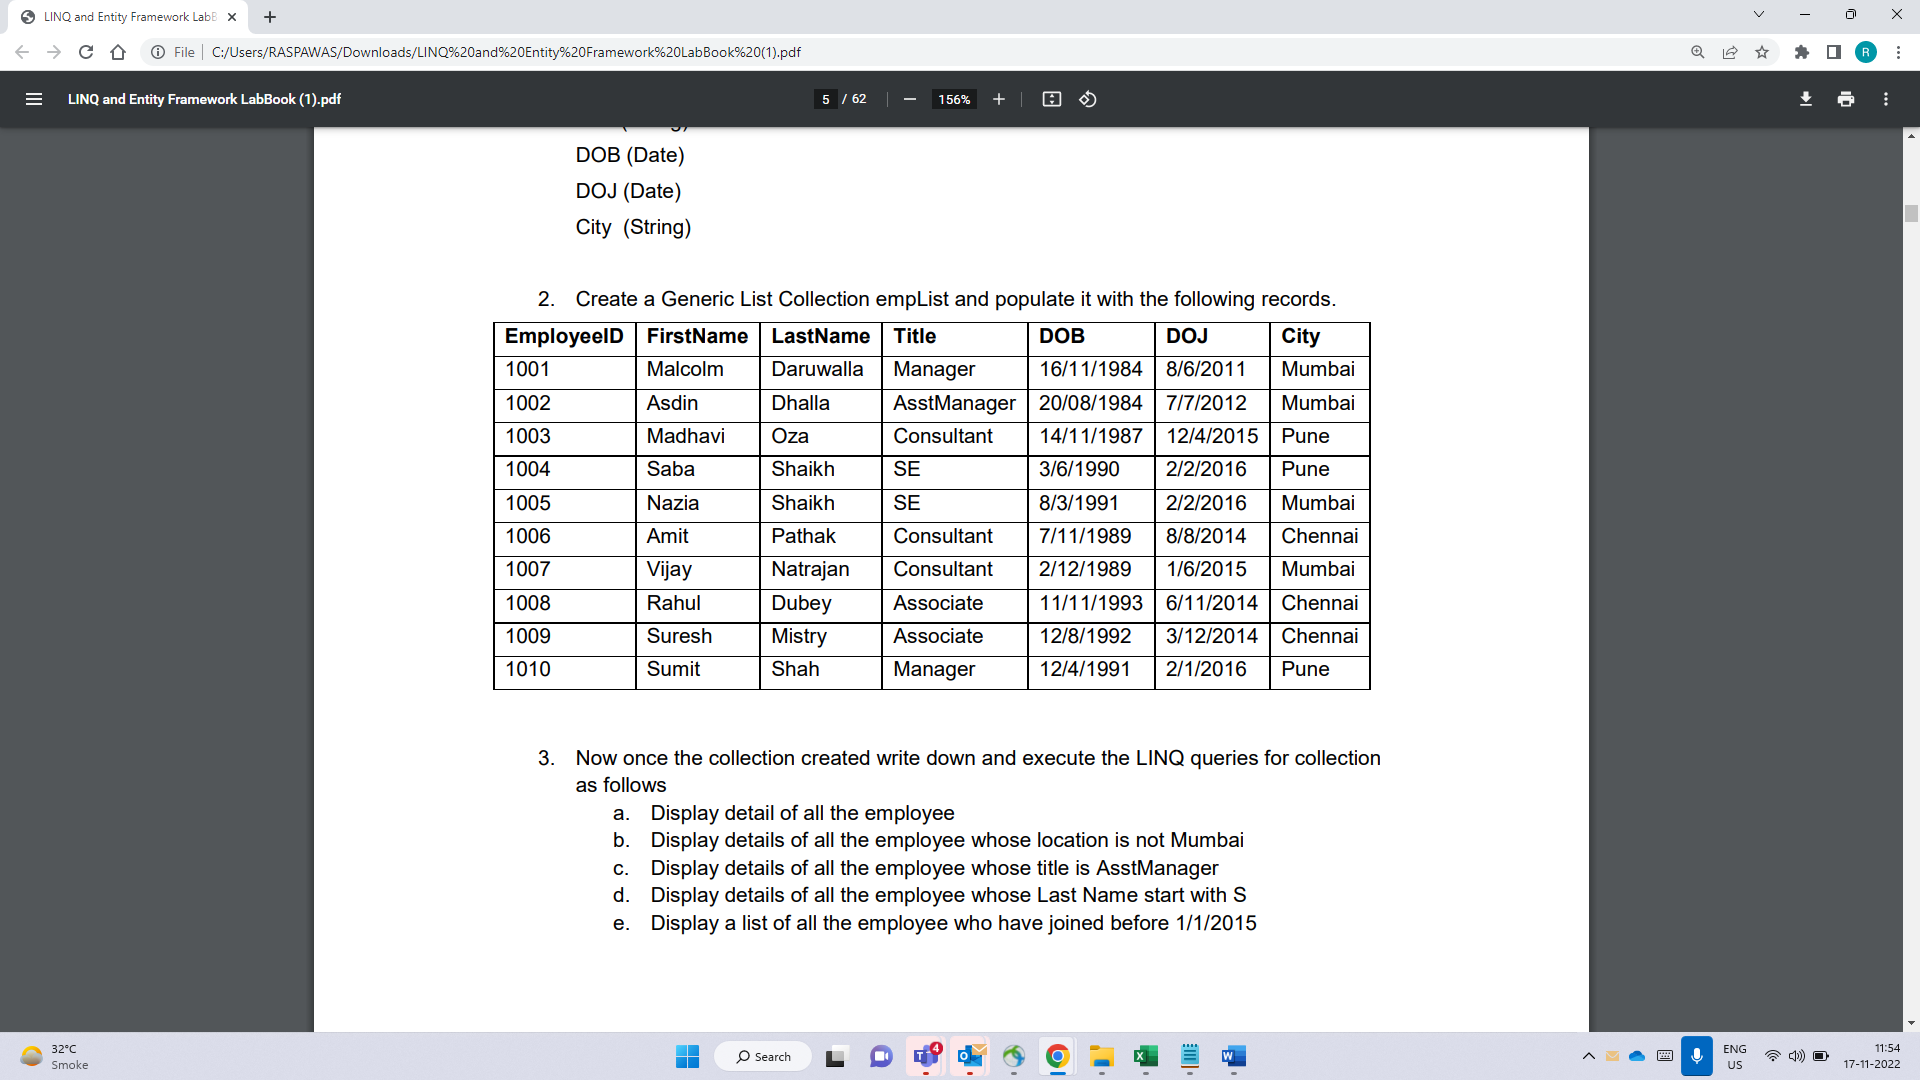 LINQ and Entity Framework LabB
File
C:/Users/RASPAWAS/Downloads/LINQ%20and%20Entity%20Framework%20LabBook%20(1).pdf
R
LINQ and Entity Framework LabBook (1).pdf
5 / 62
156%
DOB (Date)
DOJ (Date)
City (String)
2. Create a Generic List Collection empList and populate it with the following records.
EmployeeID FirstName LastName Title DOB DOJ City
1001 Malcolm Daruwalla Manager 16/11/1984 8/6/2011 Mumbai
1002 Asdin Dhalla AsstManager 20/08/1984 7/7/2012 Mumbai
1003 Madhavi Oza Consultant 14/11/1987 12/4/2015 Pune
1004 Saba Shaikh SE 3/6/1990 2/2/2016 Pune
1005 Nazia Shaikh SE 8/3/1991 2/2/2016 Mumbai
1006 Amit Pathak Consultant 7/11/1989 8/8/2014 Chennai
1007 Vijay Natrajan Consultant 2/12/1989 1/6/2015 Mumbai
1008 Rahul Dubey Associate 11/11/1993 6/11/2014 Chennai
1009 Suresh Mistry Associate 12/8/1992 3/12/2014 Chennai
1010 Sumit Shah Manager 12/4/1991 2/1/2016 Pune
3. Now once the collection created write down and execute the LINQ queries for collection
as follows
a. Display detail of all the employee
b. Display details of all the employee whose location is not Mumbai
c. Display details of all the employee whose title is AsstManager
d. Display details of all the employee whose Last Name start with S
e. Display a list of all the employee who have joined before 1/1/2015
32°C
Smoke
Search
4
ENG
US
11:54
17-11-2022